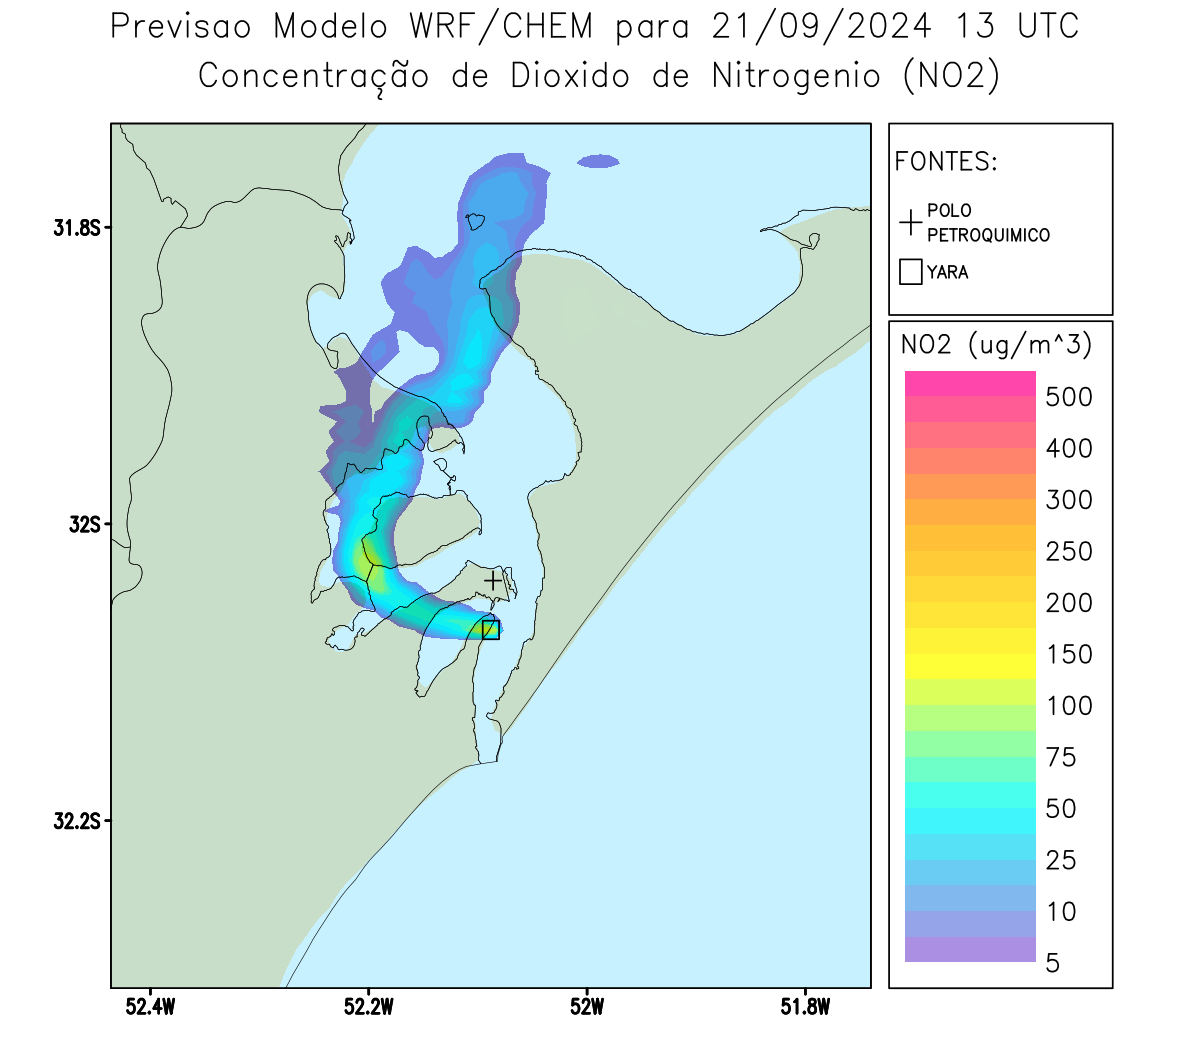 Previsao Modelo WRF/CHEM para 21/09/2024 13 UTC
Concentração de Dioxido de Nitrogenio (NO2)
FONTES:
POLO
PETROQUIMICO
YARA
NO2 (ug/m^3)
500
400
300
250
200
150
100
75
50
25
10
5
31.8S
32S
32.2S
52.4W
52.2W
52W
51.8W